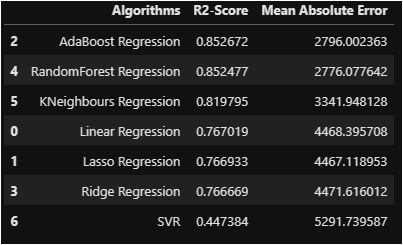 Algorithms R2-Score Mean Absolute Error
2 AdaBoost Regression 0.852672 2796.002363
4 RandomForest Regression 0.852477 2776.077642
5 KNeighbours Regression 0.819795 3341.948128
0 Linear Regression 0.767019 4468.395708
1 Lasso Regression 0.766933 4467.118953
3 Ridge Regression 0.766669 4471.616012
6 SVR 0.447384 5291.739587